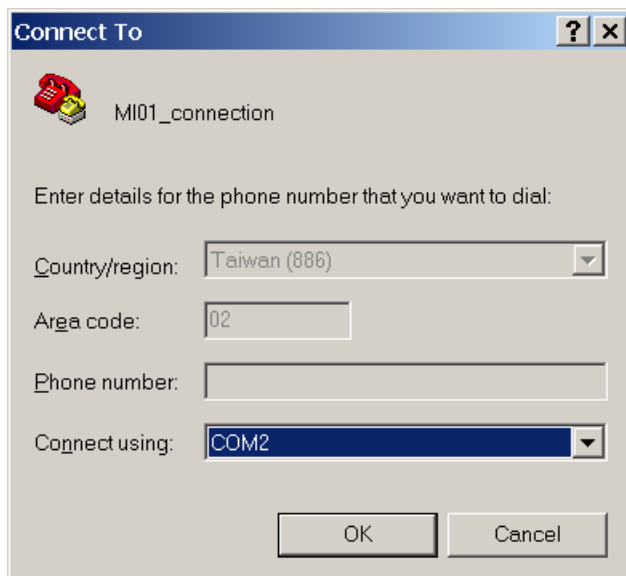 Connect To
MI01_connection
Enter details for the phone number that you want to dial:
Country/region: Taiwan (886)
Area code: 02
Phone number:
Connect using: COM2
OK Cancel